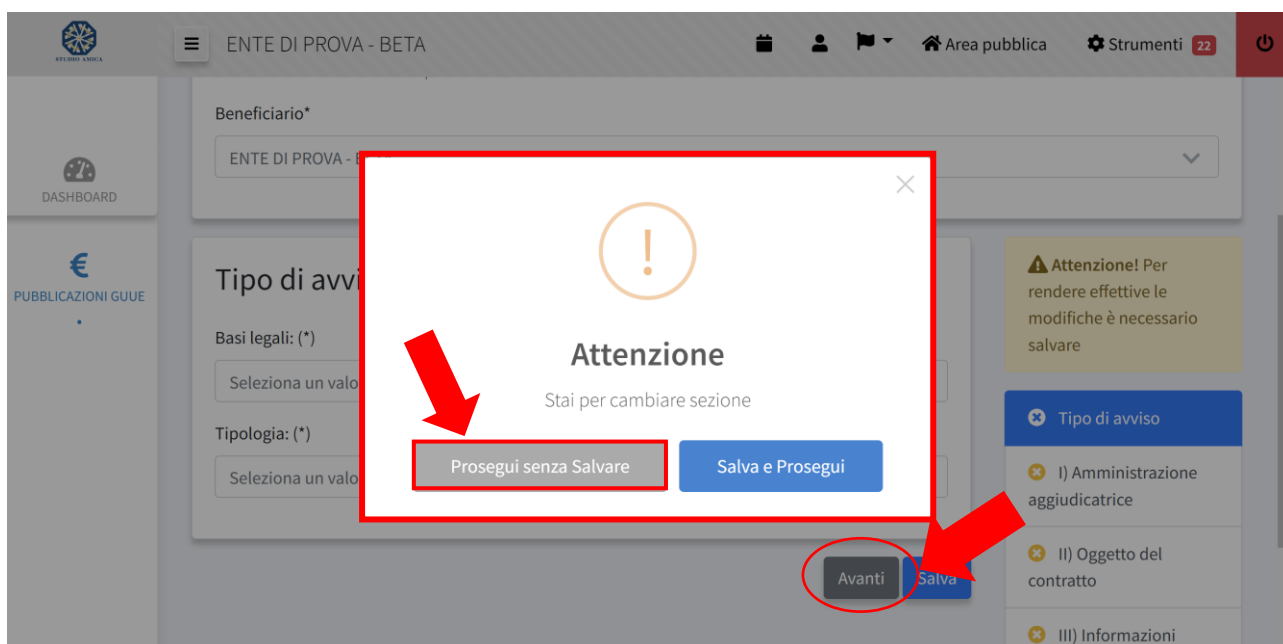 STUDIO AMICA
ENTE DI PROVA - BETA
Area pubblica
Strumenti 22
DASHBOARD
PUBBLICAZIONI GUUE
Beneficiario*
ENTE DI PROVA -
Tipo di avvi
Basi legali: (*)
Seleziona un valo
Tipologia: (*)
Seleziona un valo
Attenzione
Stai per cambiare sezione
Prosegui senza Salvare
Salva e Prosegui
Avanti
Salva
Attenzione! Per
rendere effettive le
modifiche è necessario
salvare
Tipo di avviso
I) Amministrazione
aggiudicatrice
II) Oggetto del
contratto
III) Informazioni